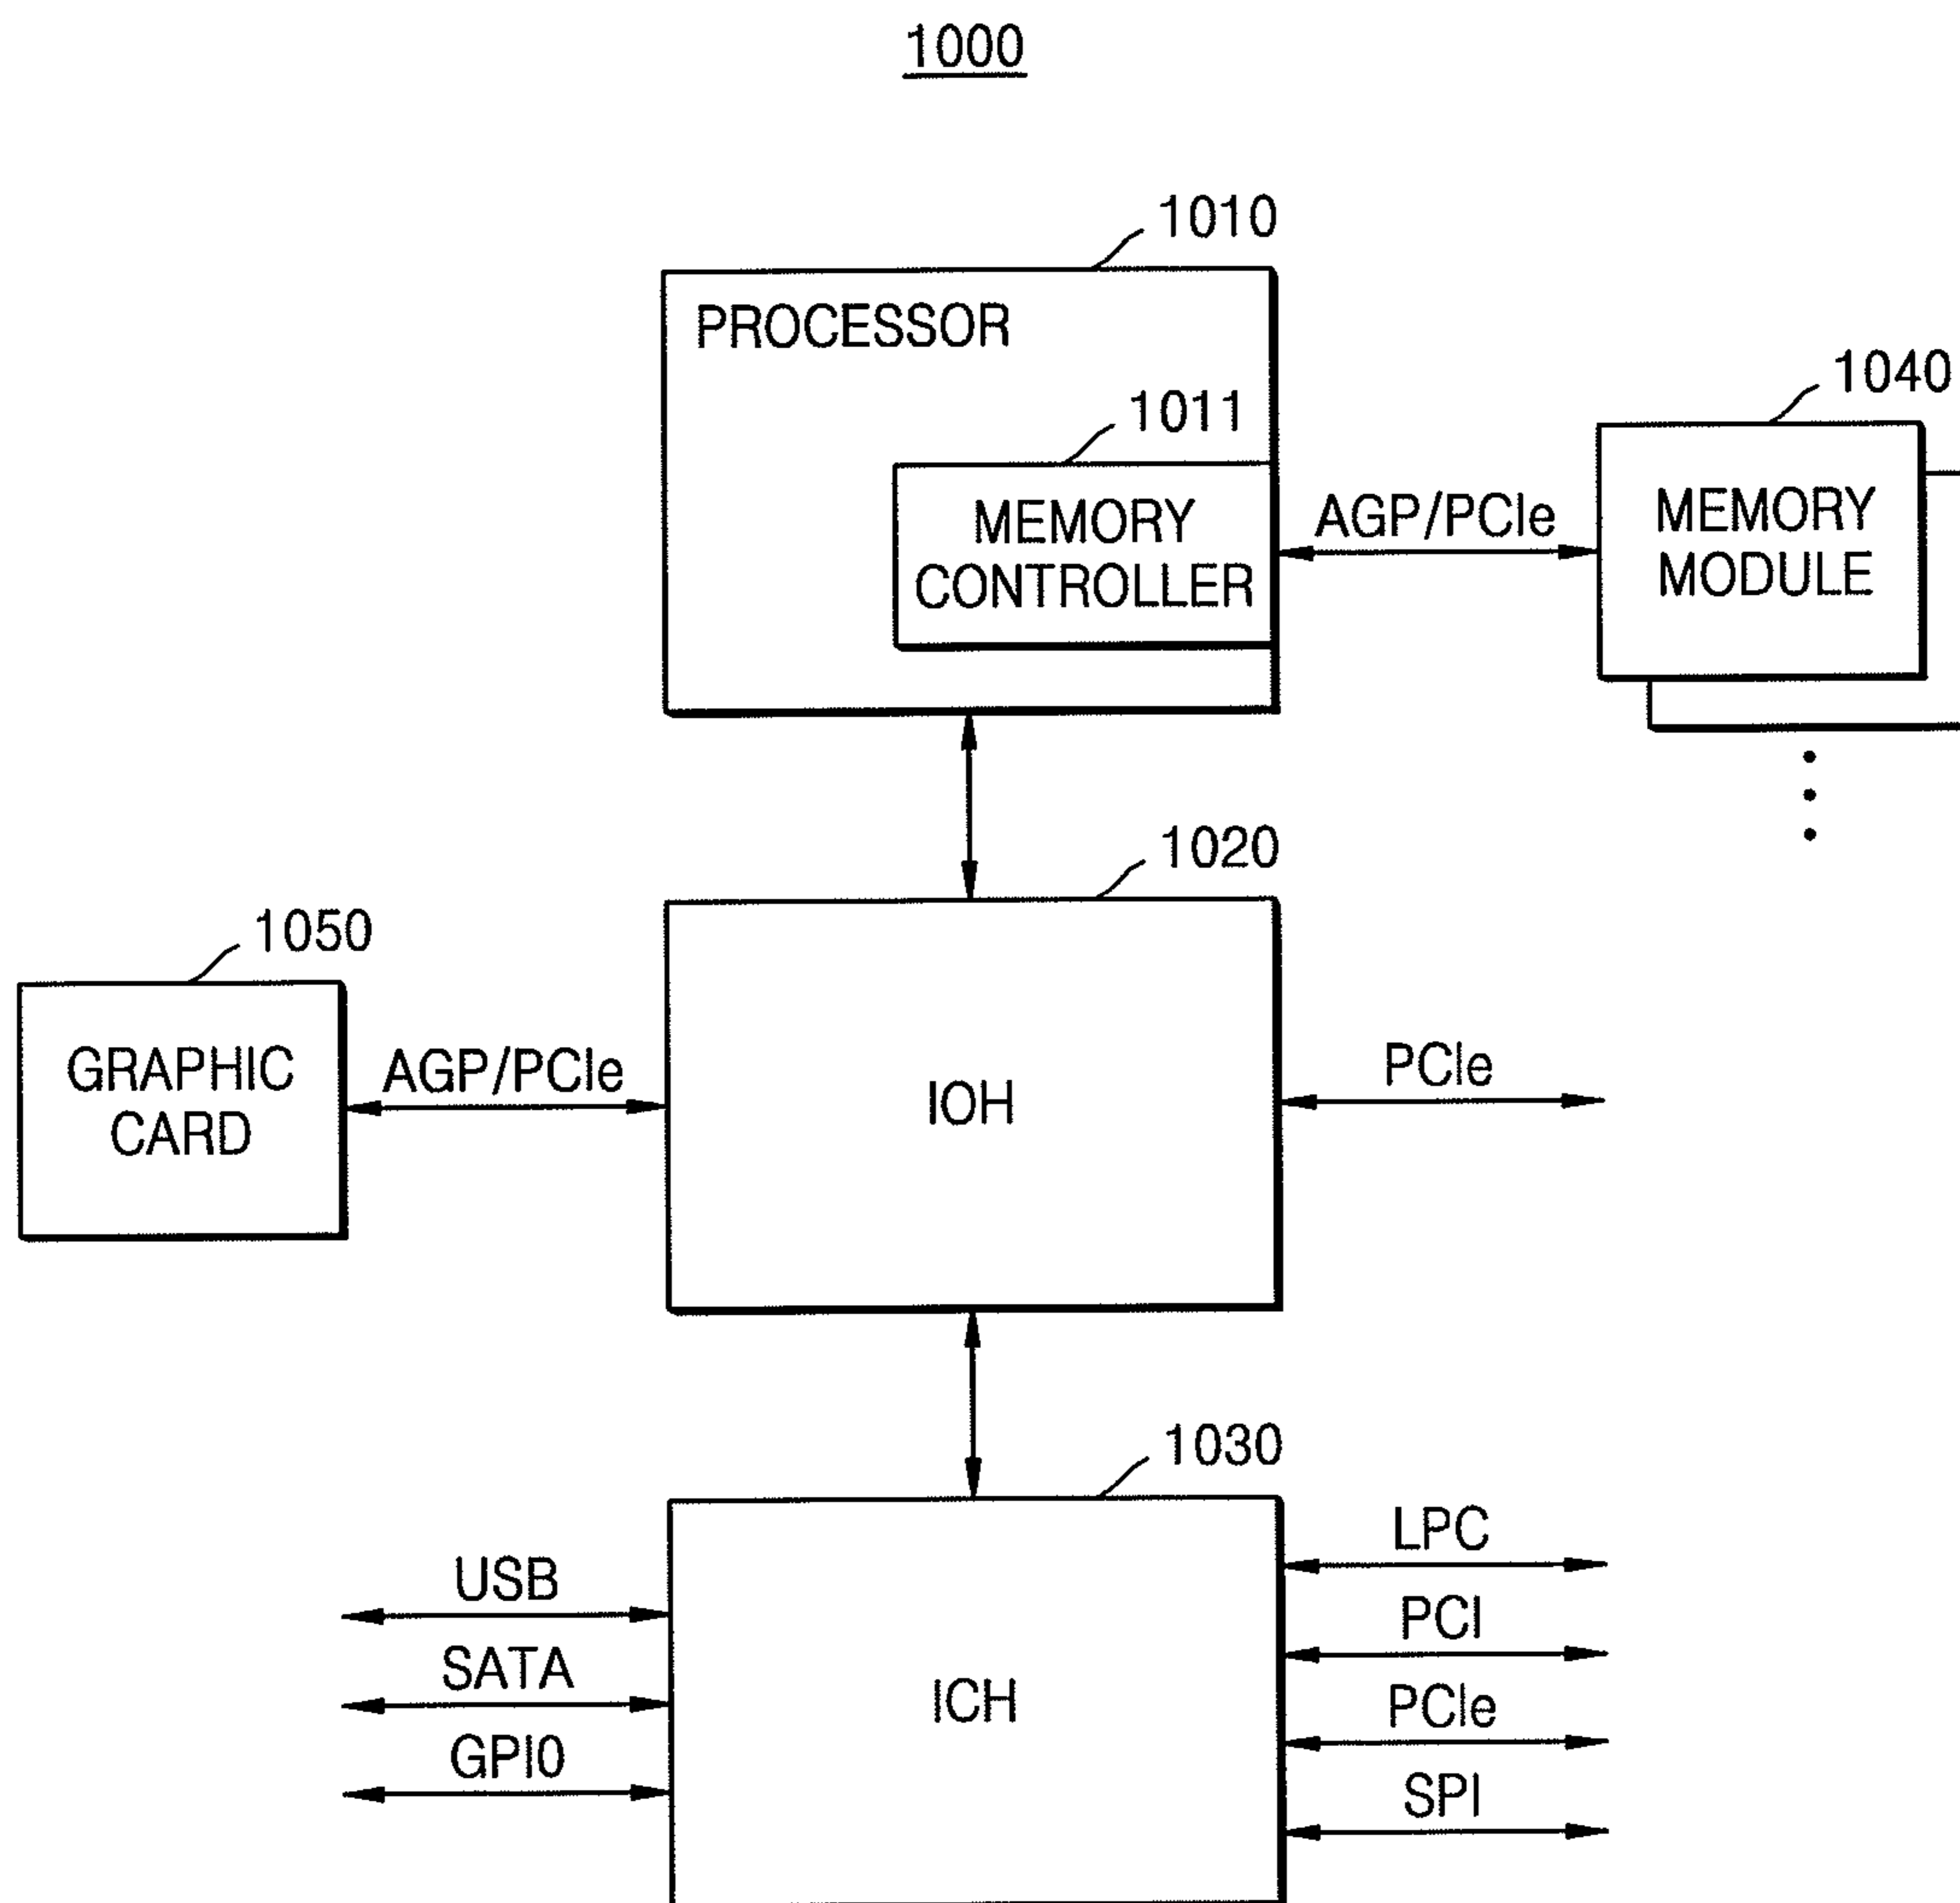 1000
1010
PROCESSOR
1040
1011
MEMORY
CONTROLLER
AGP/PCIe
MEMORY
MODULE
1020
1050
GRAPHIC
CARD
AGP/PCIe
IOH
PCIe
1030
USB
SATA
GPIO
ICH
LPC
PCI
PCIe
SPI